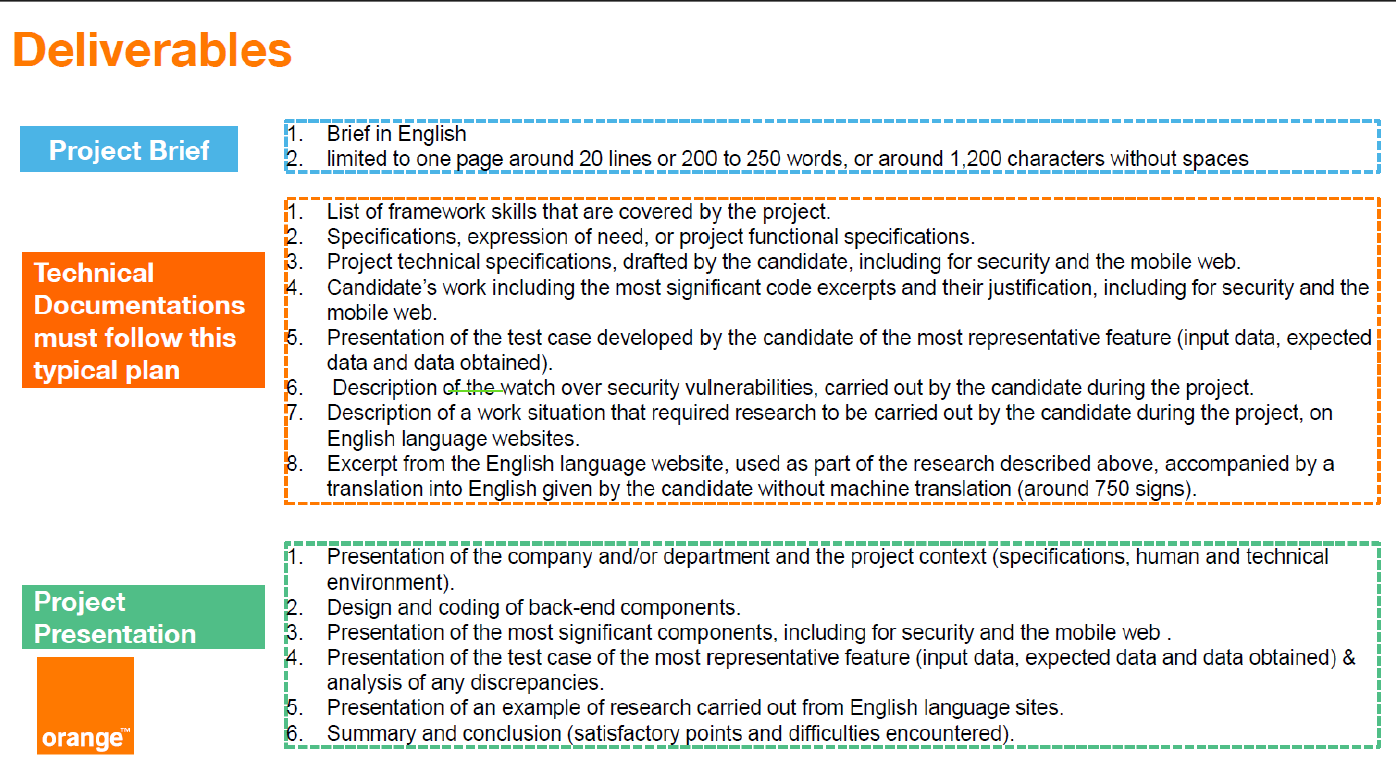 Deliverables
Project Brief
1. Brief in English
2. limited to one page around 20 lines or 200 to 250 words, or around 1,200 characters without spaces
Technical
Documentations
must follow this
typical plan
1. List of framework skills that are covered by the project.
2. Specifications, expression of need, or project functional specifications.
3. Project technical specifications, drafted by the candidate, including for security and the mobile web.
4. Candidate's work including the most significant code excerpts and their justification, including for security and the
mobile web.
5. Presentation of the test case developed by the candidate of the most representative feature (input data, expected
data and data obtained).
6. Description of the watch over security vulnerabilities, carried out by the candidate during the project.
7. Description of a work situation that required research to be carried out by the candidate during the project, on
English language websites.
8. Excerpt from the English language website, used as part of the research described above, accompanied by a
translation into English given by the candidate without machine translation (around 750 signs).
Project
Presentation
1. Presentation of the company and/or department and the project context (specifications, human and technical
environment).
2. Design and coding of back-end components.
3. Presentation of the most significant components, including for security and the mobile web .
4. Presentation of the test case of the most representative feature (input data, expected data and data obtained) &
analysis of any discrepancies.
5. Presentation of an example of research carried out from English language sites.
6. Summary and conclusion (satisfactory points and difficulties encountered).
orange™